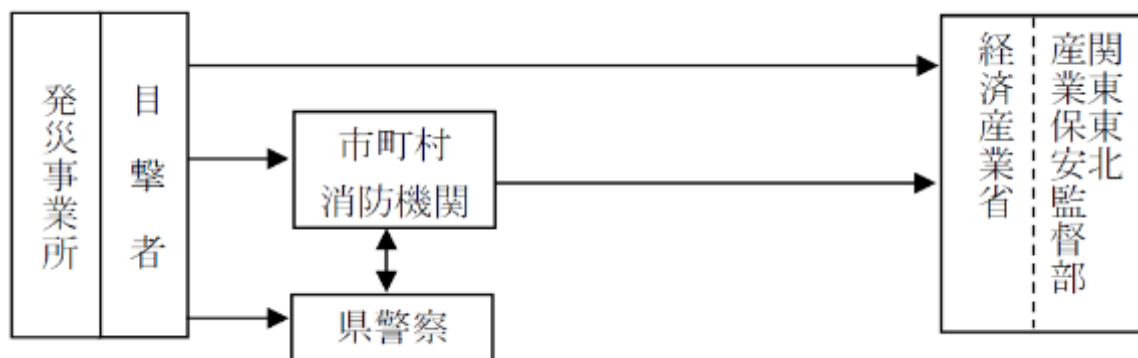 発災事業所
目撃者
市町村
消防機関
県警察
経済産業省
関東東北
産業保安監督部